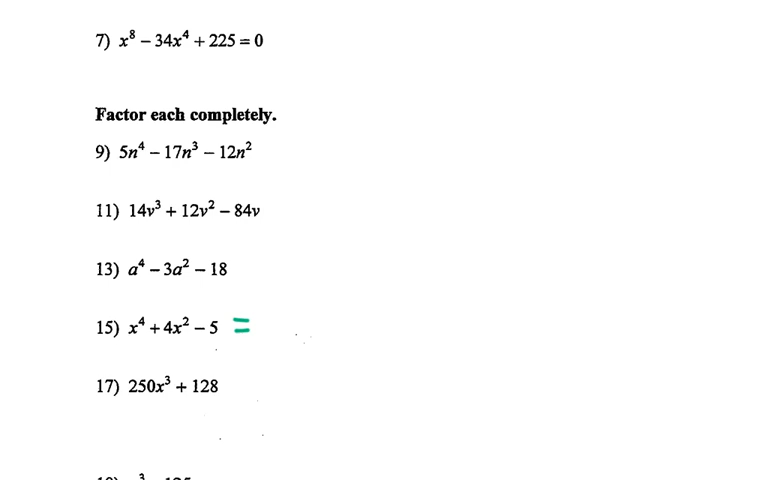 7) x⁸ − 34x⁴ + 225 = 0
Factor each completely.
9) 5n⁴ − 17n³ − 12n²
11) 14v³ + 12v² − 84v
13) a⁴ − 3a² − 18
15) x⁴ + 4x² − 5 =
17) 250x³ + 128